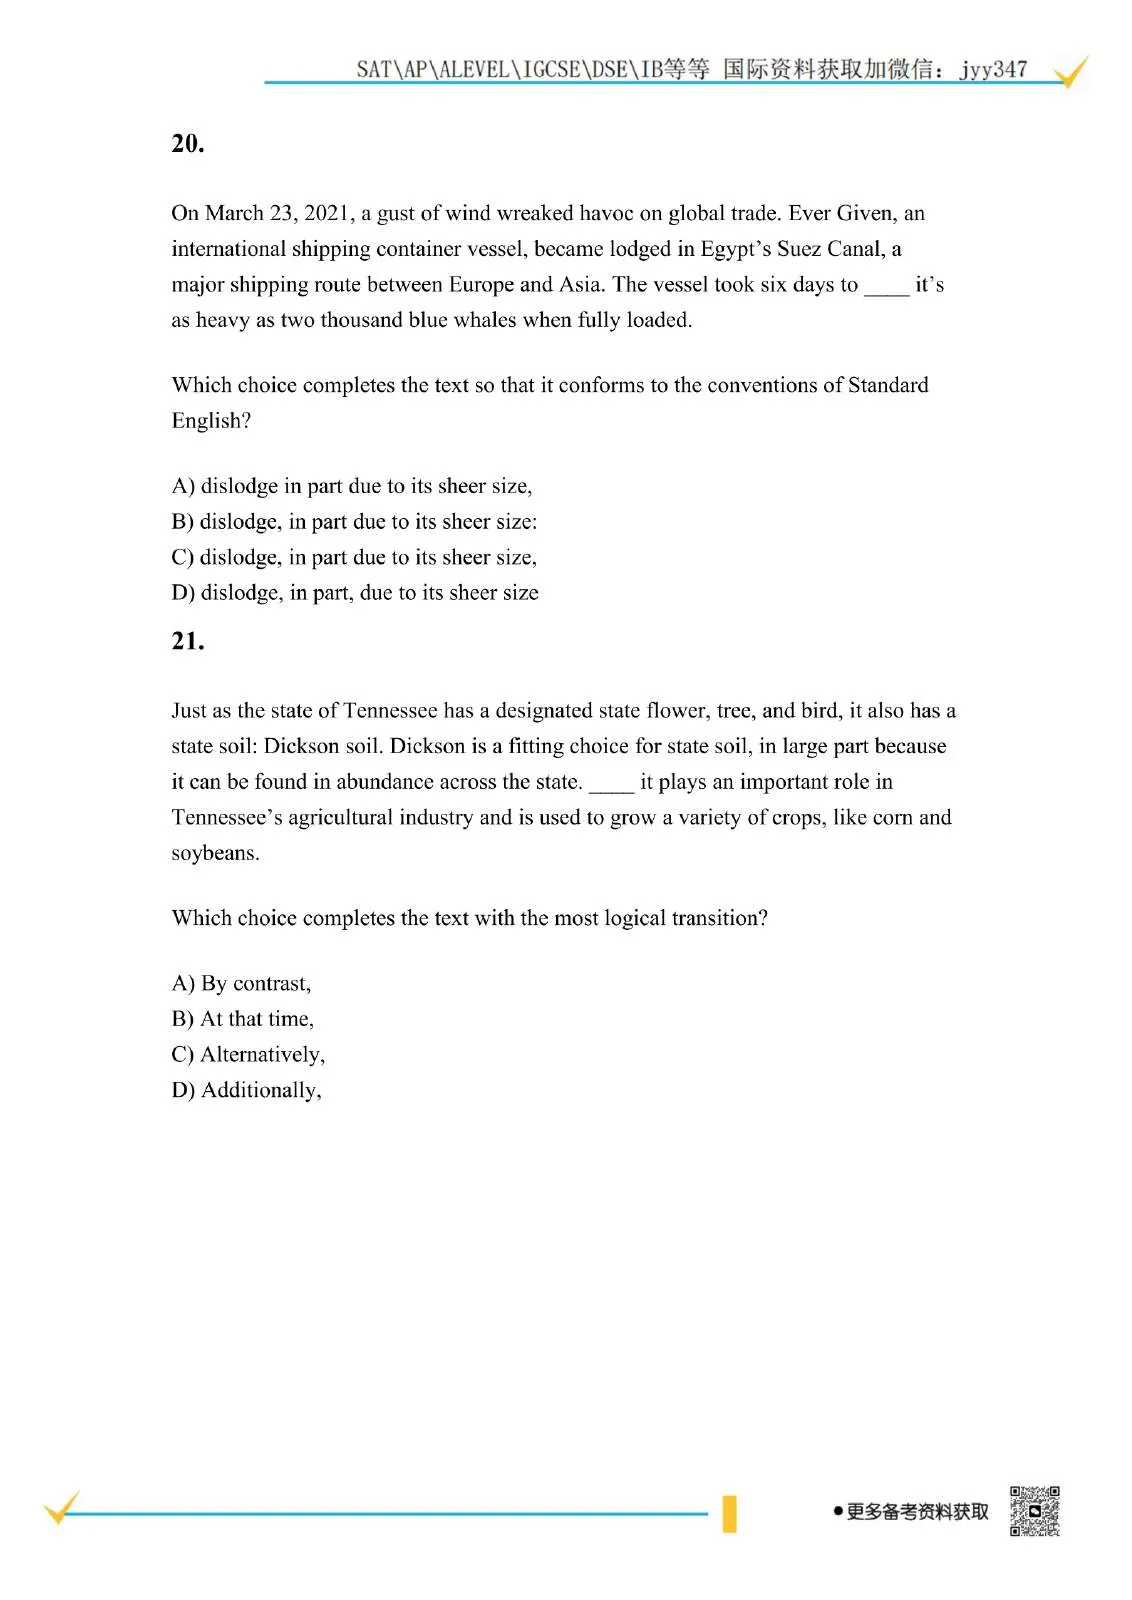 SAT\AP\ALEVEL\IGCSE\DSE\IB等等 国际资料获取加微信：jyy347
20.
On March 23, 2021, a gust of wind wreaked havoc on global trade. Ever Given, an
international shipping container vessel, became lodged in Egypt's Suez Canal, a
major shipping route between Europe and Asia. The vessel took six days to ____ it's
as heavy as two thousand blue whales when fully loaded.
Which choice completes the text so that it conforms to the conventions of Standard
English?
A) dislodge in part due to its sheer size,
B) dislodge, in part due to its sheer size:
C) dislodge, in part due to its sheer size,
D) dislodge, in part, due to its sheer size
21.
Just as the state of Tennessee has a designated state flower, tree, and bird, it also has a
state soil: Dickson soil. Dickson is a fitting choice for state soil, in large part because
it can be found in abundance across the state. ____ it plays an important role in
Tennessee's agricultural industry and is used to grow a variety of crops, like corn and
soybeans.
Which choice completes the text with the most logical transition?
A) By contrast,
B) At that time,
C) Alternatively,
D) Additionally,
●更多备考资料获取